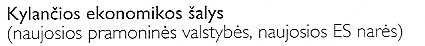 Kylančios ekonomikos šalys
(naujosios pramoninės valstybės, naujosios ES narės)